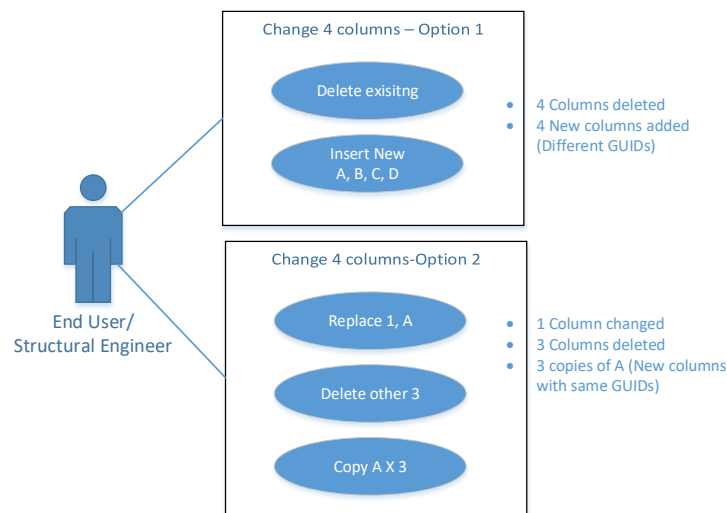 Change 4 columns – Option 1
Delete exisitng
Insert New
A, B, C, D
• 4 Columns deleted
• 4 New columns added
(Different GUIDs)
End User/
Structural Engineer
Change 4 columns-Option 2
Replace 1, A
Delete other 3
Copy A X 3
• 1 Column changed
• 3 Columns deleted
• 3 copies of A (New columns
with same GUIDs)